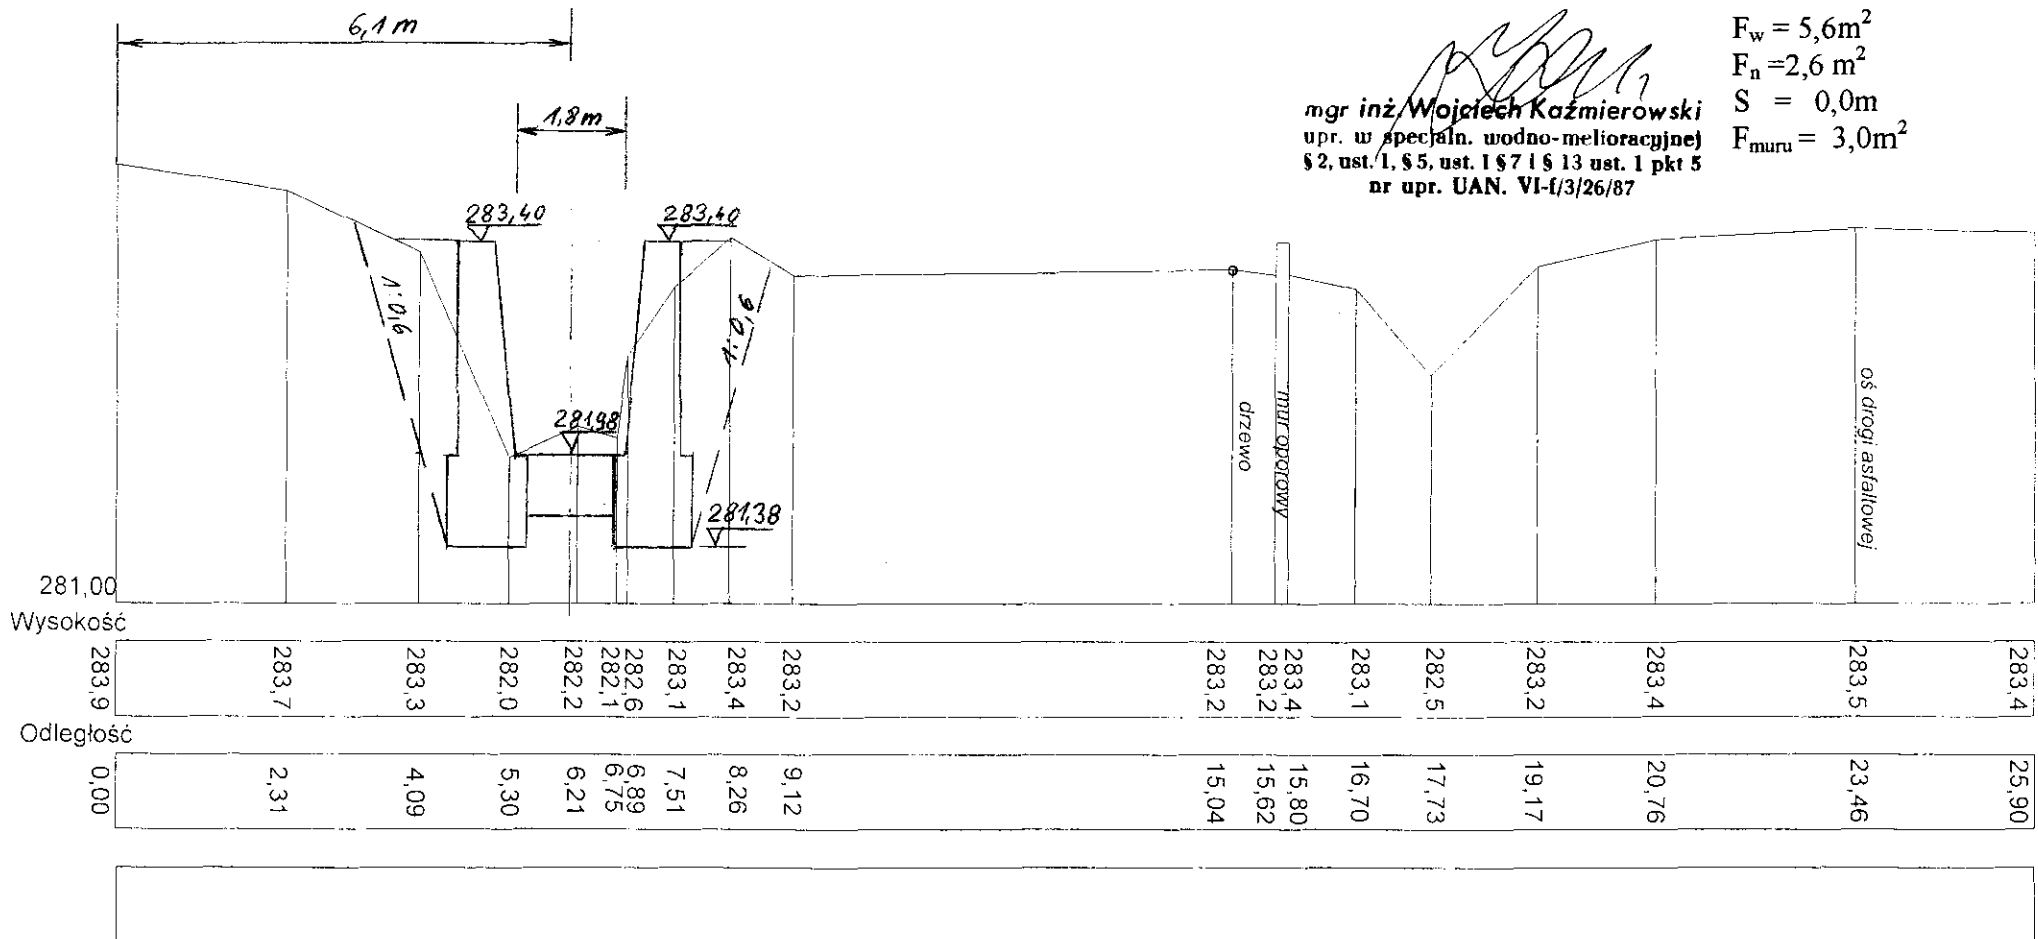 6,1 m
1,8 m
mgr inż. Wojciech Kaźmierowski
upr. w specjaln. wodno-melioracyjnej
§ 2, ust. 1, § 5, ust. 1 § 7 i § 13 ust. 1 pkt 5
nr upr. UAN. VI-f/3/26/87
Fw = 5,6m²
Fn =2,6 m²
S = 0,0m
Fmuru = 3,0m²
283,40
283,40
1:0,6
1:0,6
281,98
281,38
drzewo
mur oporowy
oś drogi asfaltowej
281,00
Wysokość
283,9 283,7 283,3 282,0 282,2 282,1 282,6 283,1 283,4 283,2 283,2 283,2 283,4 283,1 282,5 283,2 283,4 283,5 283,4
Odległość
0,00 2,31 4,09 5,30 6,21 6,75 6,89 7,51 8,26 9,12 15,04 15,62 15,80 16,70 17,73 19,17 20,76 23,46 25,90